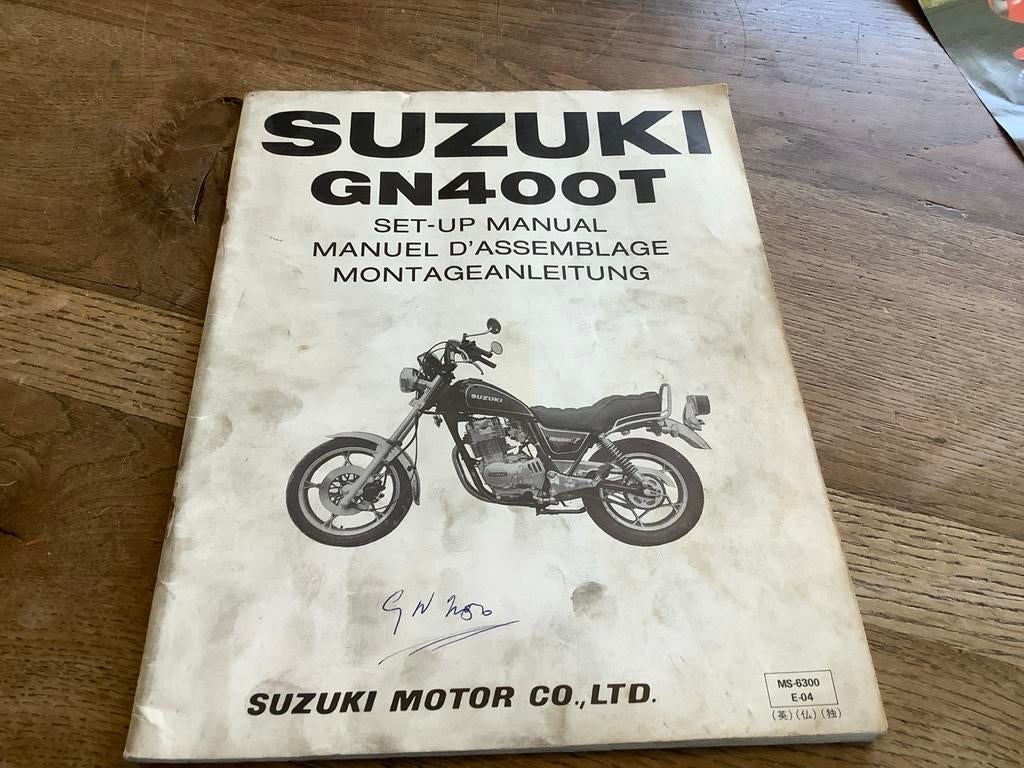 SUZUKI
GN400T
SET-UP MANUAL
MANUEL D'ASSEMBLAGE
MONTAGEANLEITUNG
SUZUKI
GN
SUZUKI MOTOR CO.,LTD.
MS-6300
E-04
(英)(仏)(独)